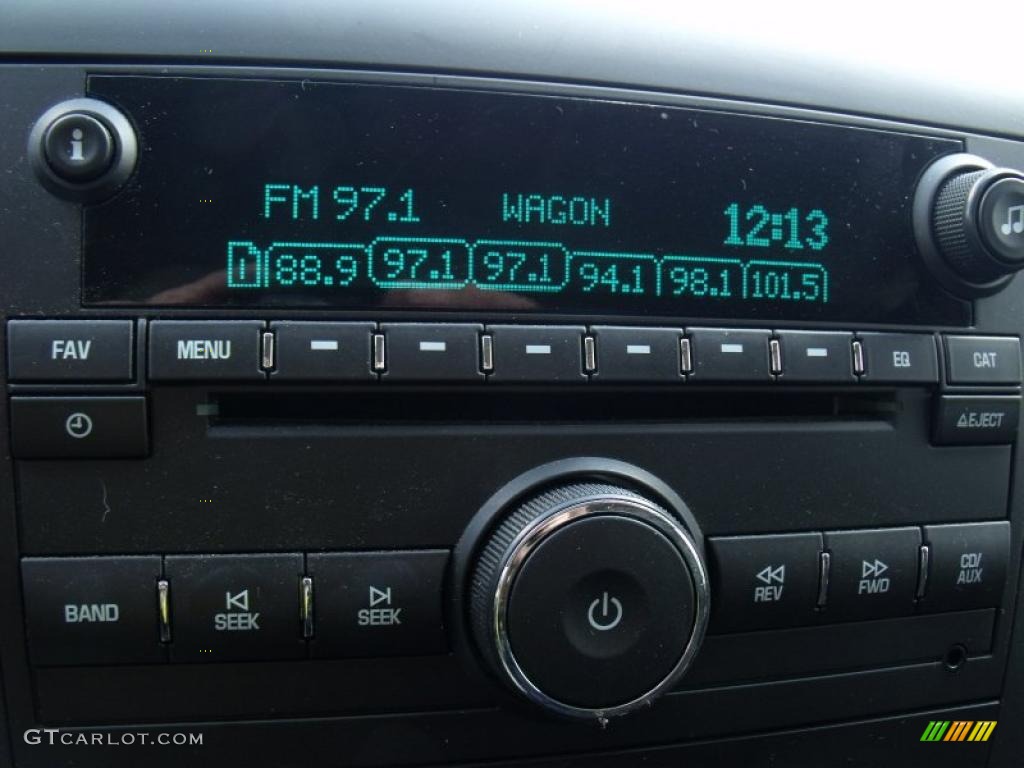 i
FM 97.1 WAGON 12:13
1 88.9 97.1 97.1 94.1 98.1 101.5
FAV MENU EQ CAT
EJECT
BAND SEEK SEEK REV FWD CD/AUX
GTCARLOT.COM